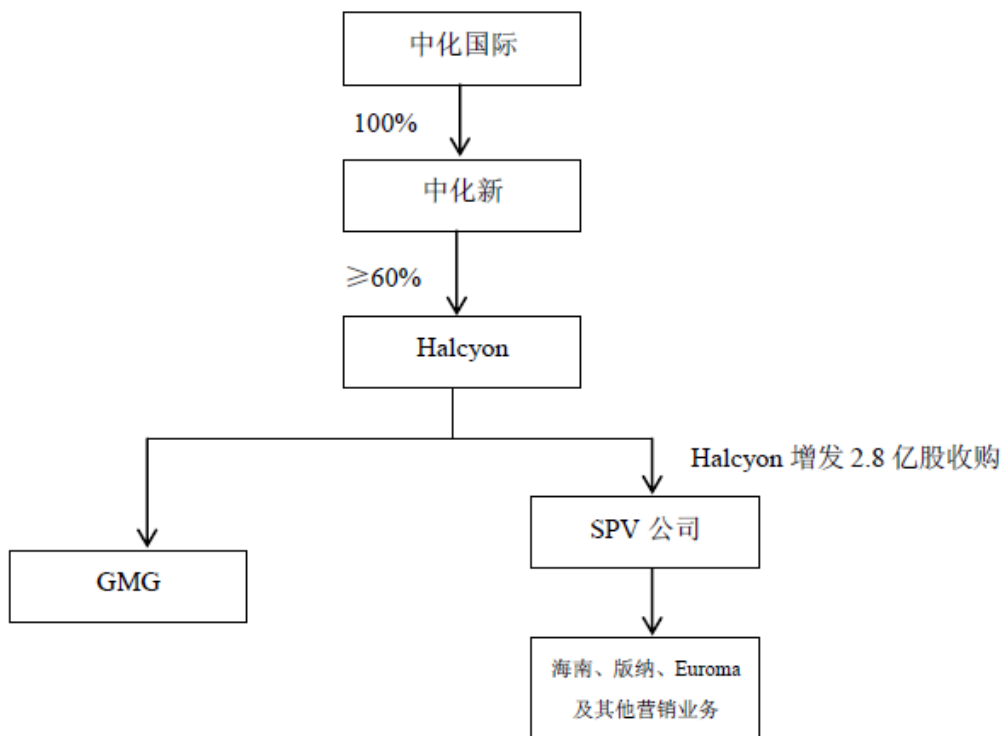 中化国际
100%
中化新
≥60%
Halcyon
Halcyon 增发 2.8 亿股收购
SPV 公司
GMG
海南、版纳、Euroma
及其他营销业务